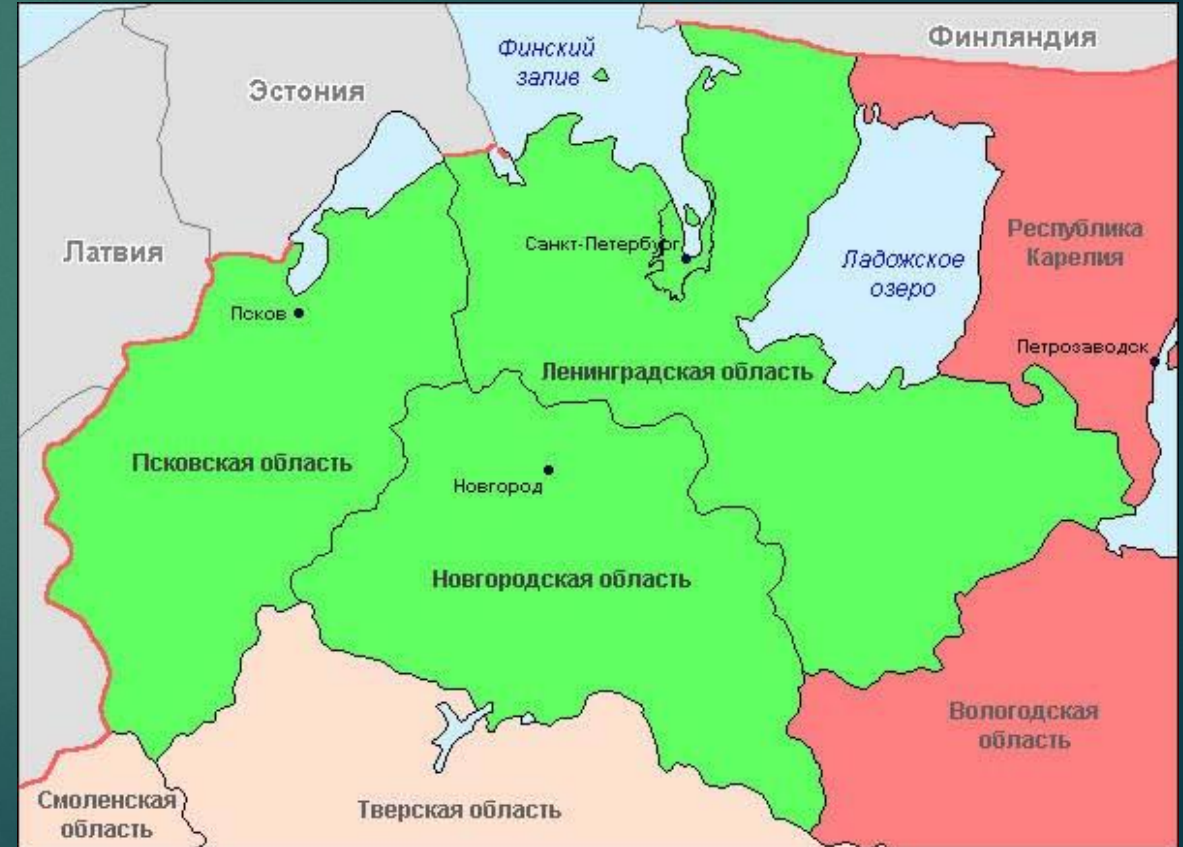 Финляндия
Финский
залив
Эстония
Республика
Карелия
Латвия
Санкт-Петербург
Ладожское
озеро
Псков
Петрозаводск
Ленинградская область
Псковская область
Новгород
Новгородская область
Вологодская
область
Смоленская
область
Тверская область